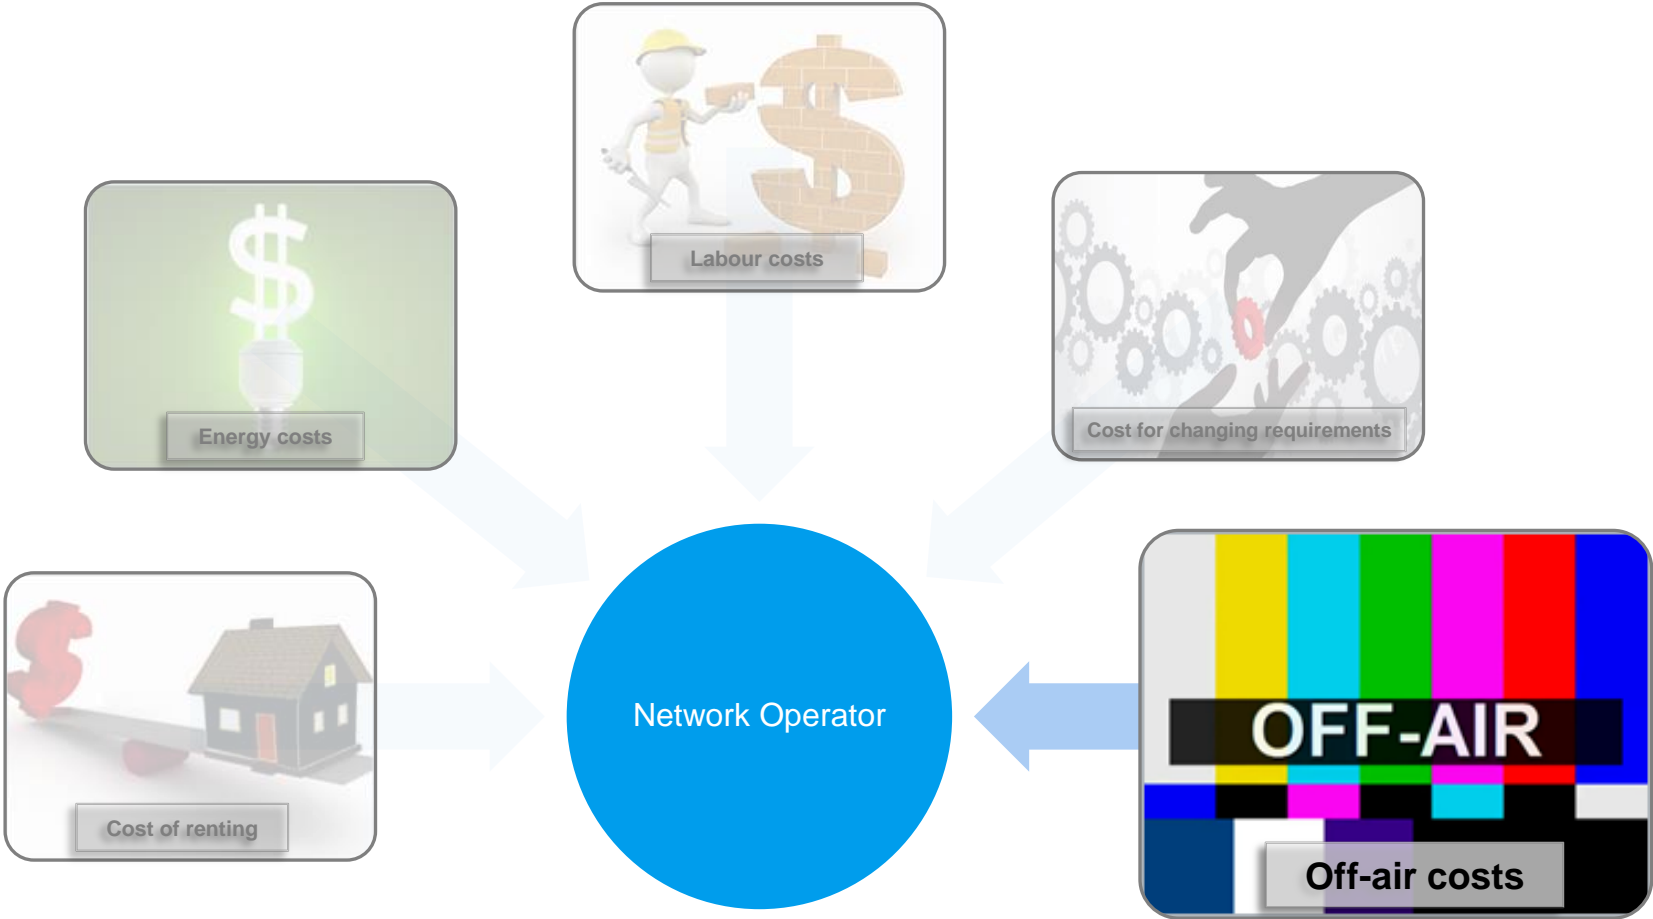 Labour costs
Energy costs
Cost for changing requirements
Network Operator
OFF-AIR
Cost of renting
Off-air costs